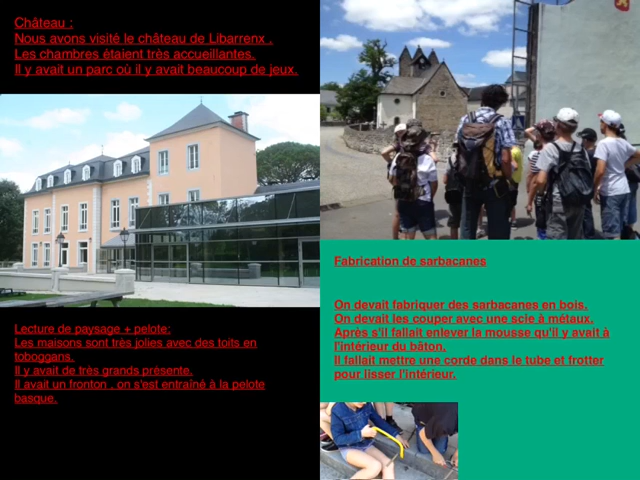 Château :
Nous avons visité le château de Libarrenx .
Les chambres étaient très accueillantes.
Il y avait un parc où il y avait beaucoup de jeux.
Lecture de paysage + pelote:
Les maisons sont très jolies avec des toits en
toboggans.
Il y avait de très grands présente.
Il avait un fronton , on s'est entraîné à la pelote
basque.
Fabrication de sarbacanes
On devait fabriquer des sarbacanes en bois.
On devait les couper avec une scie à métaux.
Après s'il fallait enlever la mousse qu'il y avait à
l'intérieur du bâton.
Il fallait mettre une corde dans le tube et frotter
pour lisser l'intérieur.